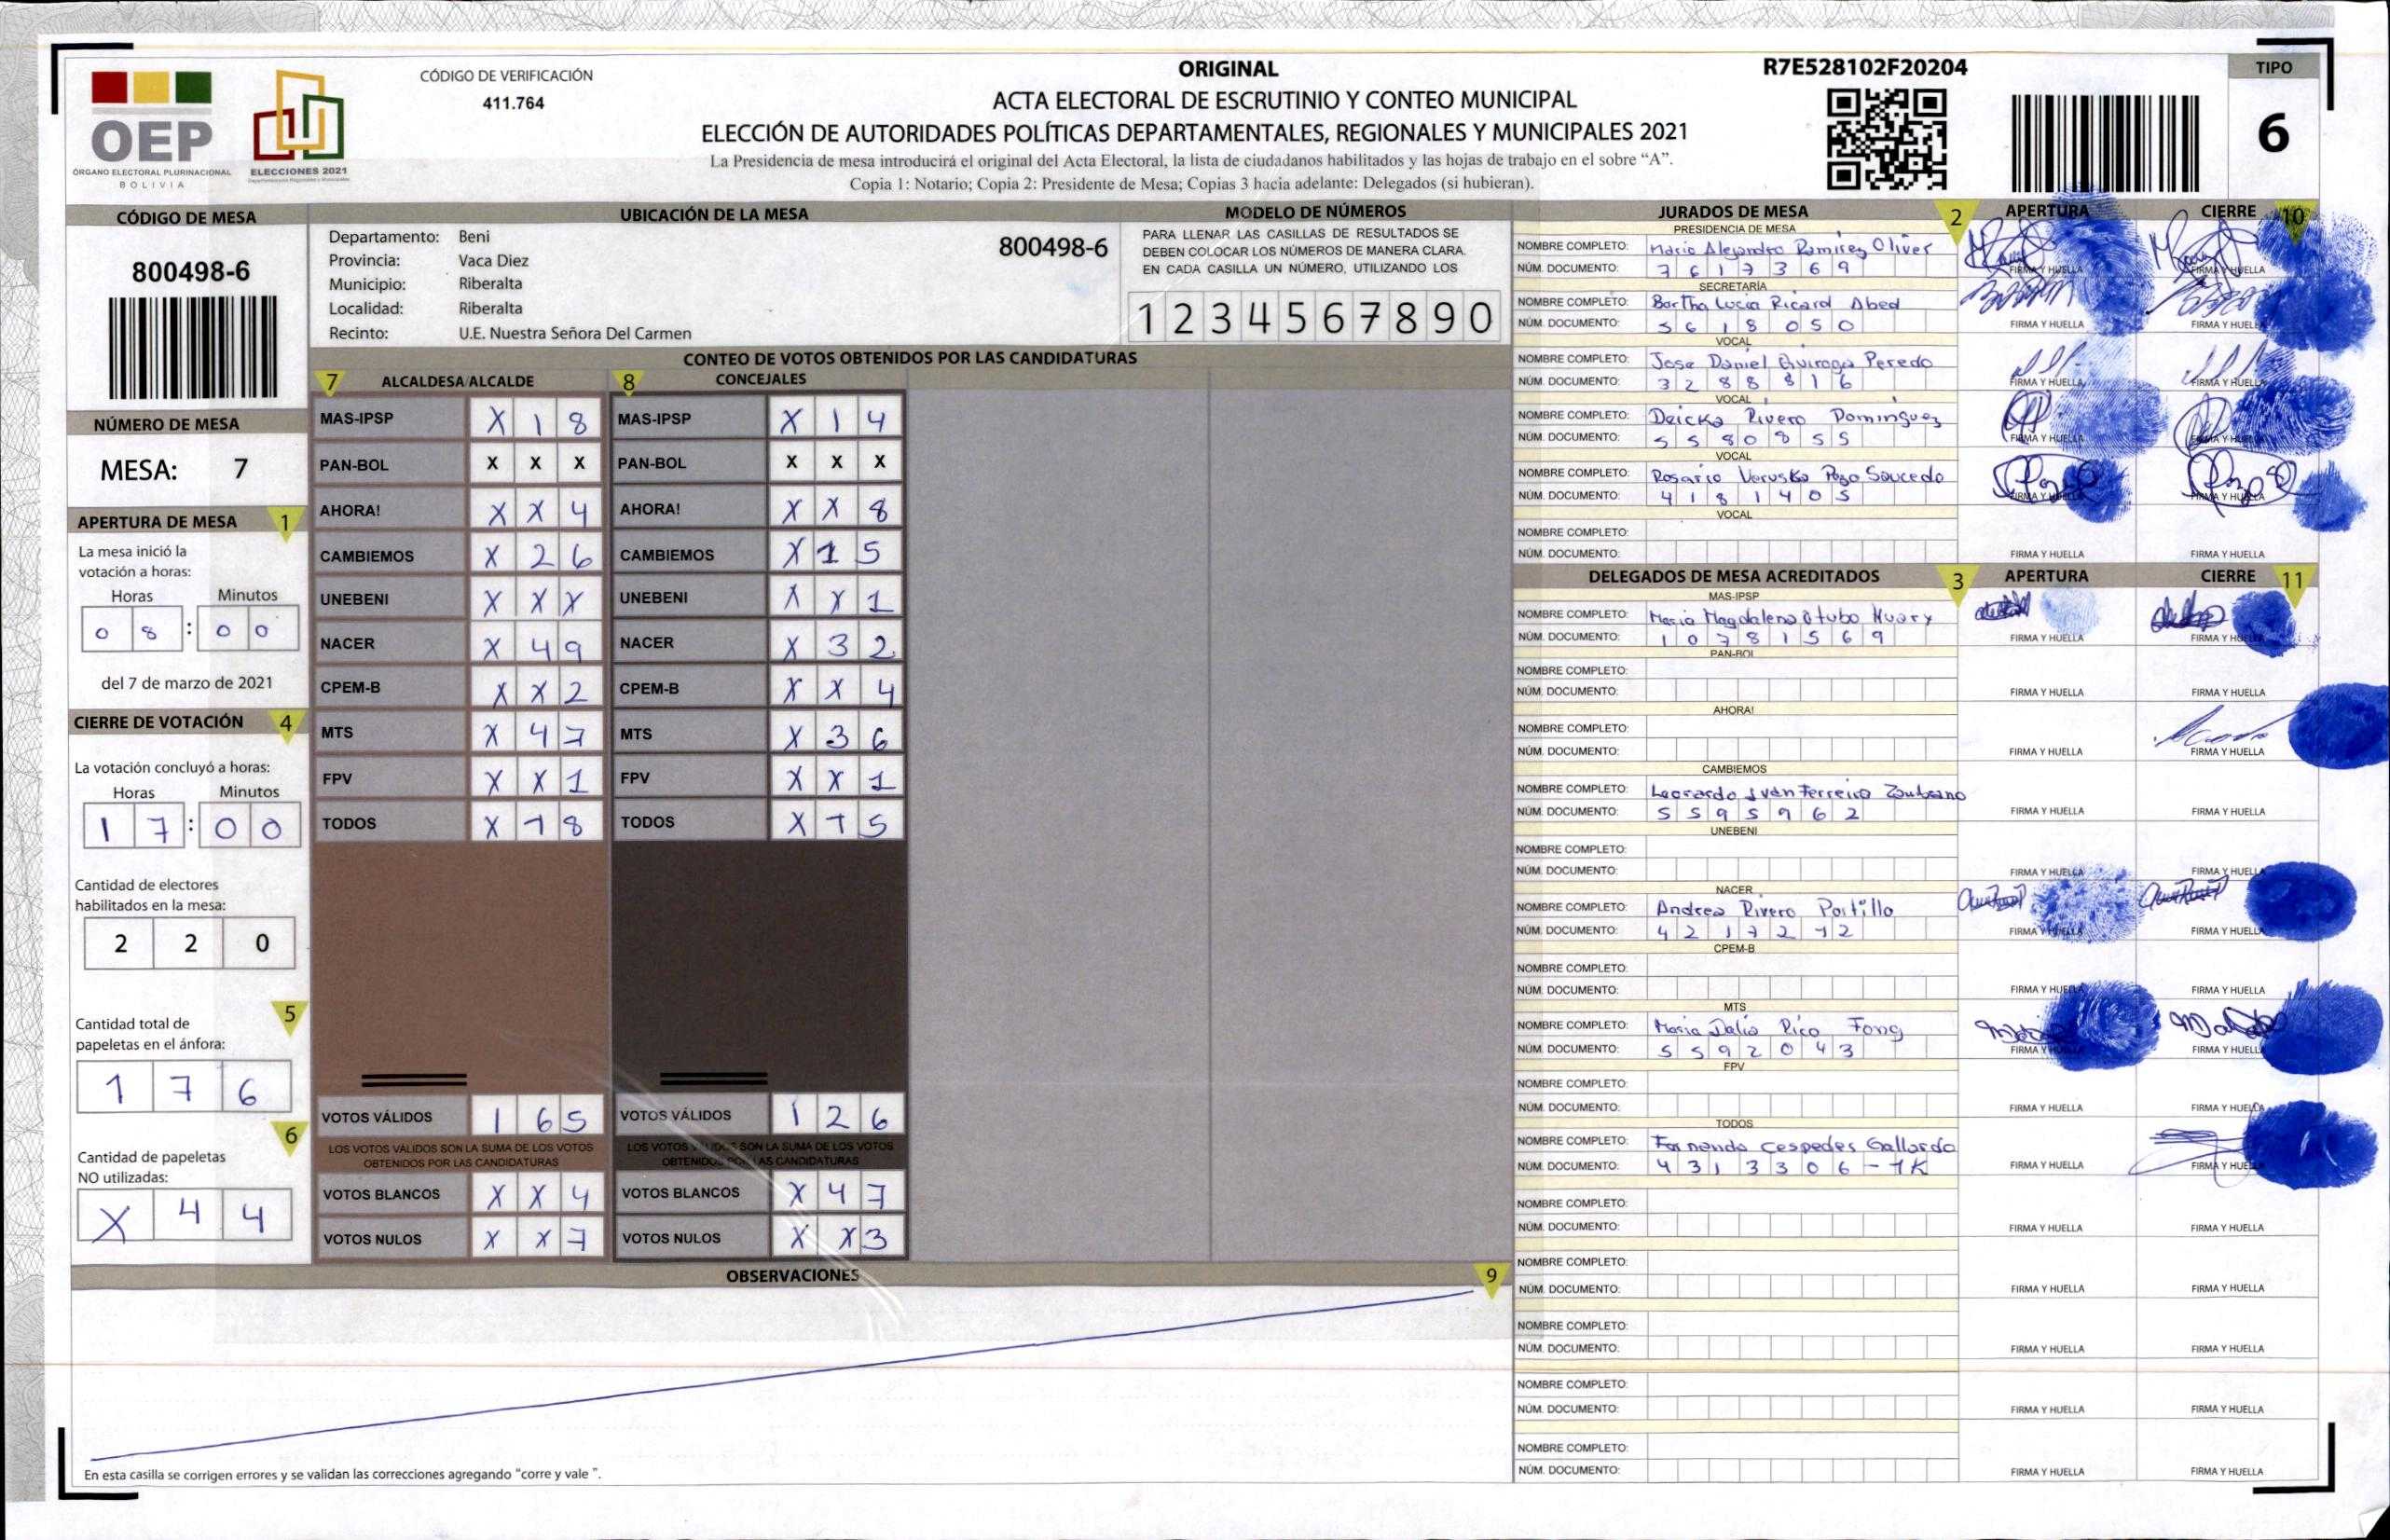 ORIGINAL
R7E528102F20204
TIPO
6
CÓDIGO DE VERIFICACIÓN
411.764
ACTA ELECTORAL DE ESCRUTINIO Y CONTEO MUNICIPAL
ELECCIÓN DE AUTORIDADES POLÍTICAS DEPARTAMENTALES, REGIONALES Y MUNICIPALES 2021
La Presidencia de mesa introducirá el original del Acta Electoral, la lista de ciudadanos habilitados y las hojas de trabajo en el sobre “A”.
Copia 1: Notario; Copia 2: Presidente de Mesa; Copias 3 hacia adelante: Delegados (si hubieran).
OEP
ÓRGANO ELECTORAL PLURINACIONAL
BOLIVIA
ELECCIONES 2021
CÓDIGO DE MESA
800498-6
NÚMERO DE MESA
MESA: 7
APERTURA DE MESA 1
La mesa inició la
votación a horas:
Horas Minutos
0 8 : 0 0
del 7 de marzo de 2021
CIERRE DE VOTACIÓN 4
La votación concluyó a horas:
Horas Minutos
1 7 : 0 0
Cantidad de electores
habilitados en la mesa:
2 2 0
5
Cantidad total de
papeletas en el ánfora:
1 7 6
6
Cantidad de papeletas
NO utilizadas:
X 4 4
UBICACIÓN DE LA MESA
Departamento: Beni
Provincia: Vaca Diez
Municipio: Riberalta
Localidad: Riberalta
Recinto: U.E. Nuestra Señora Del Carmen
800498-6
MODELO DE NÚMEROS
PARA LLENAR LAS CASILLAS DE RESULTADOS SE
DEBEN COLOCAR LOS NÚMEROS DE MANERA CLARA.
EN CADA CASILLA UN NÚMERO, UTILIZANDO LOS
1 2 3 4 5 6 7 8 9 0
CONTEO DE VOTOS OBTENIDOS POR LAS CANDIDATURAS
7 ALCALDESA/ALCALDE 8 CONCEJALES
MAS-IPSP X 1 8 MAS-IPSP X 1 4
PAN-BOL X X X PAN-BOL X X X
AHORA! X X 4 AHORA! X X 8
CAMBIEMOS X 2 6 CAMBIEMOS X 1 5
UNEBENI X X X UNEBENI X X 1
NACER X 4 9 NACER X 3 2
CPEM-B X X 2 CPEM-B X X 4
MTS X 4 7 MTS X 3 6
FPV X X 1 FPV X X 1
TODOS X 1 8 TODOS X 1 5
VOTOS VÁLIDOS 1 6 5 VOTOS VÁLIDOS 1 2 6
LOS VOTOS VÁLIDOS SON LA SUMA DE LOS VOTOS LOS VOTOS VÁLIDOS SON LA SUMA DE LOS VOTOS
OBTENIDOS POR LAS CANDIDATURAS OBTENIDOS POR LAS CANDIDATURAS
VOTOS BLANCOS X X 4 VOTOS BLANCOS X 4 7
VOTOS NULOS X X 7 VOTOS NULOS X X 3
OBSERVACIONES 9
En esta casilla se corrigen errores y se validan las correcciones agregando “corre y vale ”.
JURADOS DE MESA 2 APERTURA CIERRE 10
PRESIDENCIA DE MESA
NOMBRE COMPLETO: Mario Alejandro Ramirez Oliver
NÚM. DOCUMENTO: 7 6 1 7 3 6 9 FIRMA Y HUELLA FIRMA Y HUELLA
SECRETARÍA
NOMBRE COMPLETO: Bertha Lucia Ricard Abed
NÚM. DOCUMENTO: 5 6 1 8 0 5 0 FIRMA Y HUELLA FIRMA Y HUELLA
VOCAL
NOMBRE COMPLETO: Jose Daniel Quiroga Peredo
NÚM. DOCUMENTO: 3 2 8 8 8 1 6 FIRMA Y HUELLA FIRMA Y HUELLA
VOCAL
NOMBRE COMPLETO: Deicka Rivero Dominguez
NÚM. DOCUMENTO: 5 5 8 0 8 5 5 FIRMA Y HUELLA FIRMA Y HUELLA
VOCAL
NOMBRE COMPLETO: Rosario Veruska Pozo Saucedo
NÚM. DOCUMENTO: 4 1 8 1 4 0 5 FIRMA Y HUELLA FIRMA Y HUELLA
VOCAL
NOMBRE COMPLETO:
NÚM. DOCUMENTO: FIRMA Y HUELLA FIRMA Y HUELLA
DELEGADOS DE MESA ACREDITADOS 3 APERTURA CIERRE 11
MAS-IPSP
NOMBRE COMPLETO: Maria Magdalena Otubo Huary
NÚM. DOCUMENTO: 1 0 7 8 1 5 6 9 FIRMA Y HUELLA FIRMA Y HUELLA
PAN-BOL
NOMBRE COMPLETO:
NÚM. DOCUMENTO: FIRMA Y HUELLA FIRMA Y HUELLA
AHORA!
NOMBRE COMPLETO:
NÚM. DOCUMENTO: FIRMA Y HUELLA FIRMA Y HUELLA
CAMBIEMOS
NOMBRE COMPLETO: Leonardo Ivan Ferreira
NÚM. DOCUMENTO: 5 5 9 5 9 6 2 FIRMA Y HUELLA FIRMA Y HUELLA
UNEBENI
NOMBRE COMPLETO:
NÚM. DOCUMENTO: FIRMA Y HUELLA FIRMA Y HUELLA
NACER
NOMBRE COMPLETO: Andrea Rivero Portillo
NÚM. DOCUMENTO: 4 2 1 7 2 1 2 FIRMA Y HUELLA FIRMA Y HUELLA
CPEM-B
NOMBRE COMPLETO:
NÚM. DOCUMENTO: FIRMA Y HUELLA FIRMA Y HUELLA
MTS
NOMBRE COMPLETO: Maria Dalia Rico Fong
NÚM. DOCUMENTO: 5 5 9 2 0 4 3 FIRMA Y HUELLA FIRMA Y HUELLA
FPV
NOMBRE COMPLETO:
NÚM. DOCUMENTO: FIRMA Y HUELLA FIRMA Y HUELLA
TODOS
NOMBRE COMPLETO: Fernando Cespedes Gallardo
NÚM. DOCUMENTO: 4 3 1 3 3 0 6 - 1K FIRMA Y HUELLA FIRMA Y HUELLA
NOMBRE COMPLETO:
NÚM. DOCUMENTO: FIRMA Y HUELLA FIRMA Y HUELLA
NOMBRE COMPLETO:
NÚM. DOCUMENTO: FIRMA Y HUELLA FIRMA Y HUELLA
NOMBRE COMPLETO:
NÚM. DOCUMENTO: FIRMA Y HUELLA FIRMA Y HUELLA
NOMBRE COMPLETO:
NÚM. DOCUMENTO: FIRMA Y HUELLA FIRMA Y HUELLA
NOMBRE COMPLETO:
NÚM. DOCUMENTO: FIRMA Y HUELLA FIRMA Y HUELLA